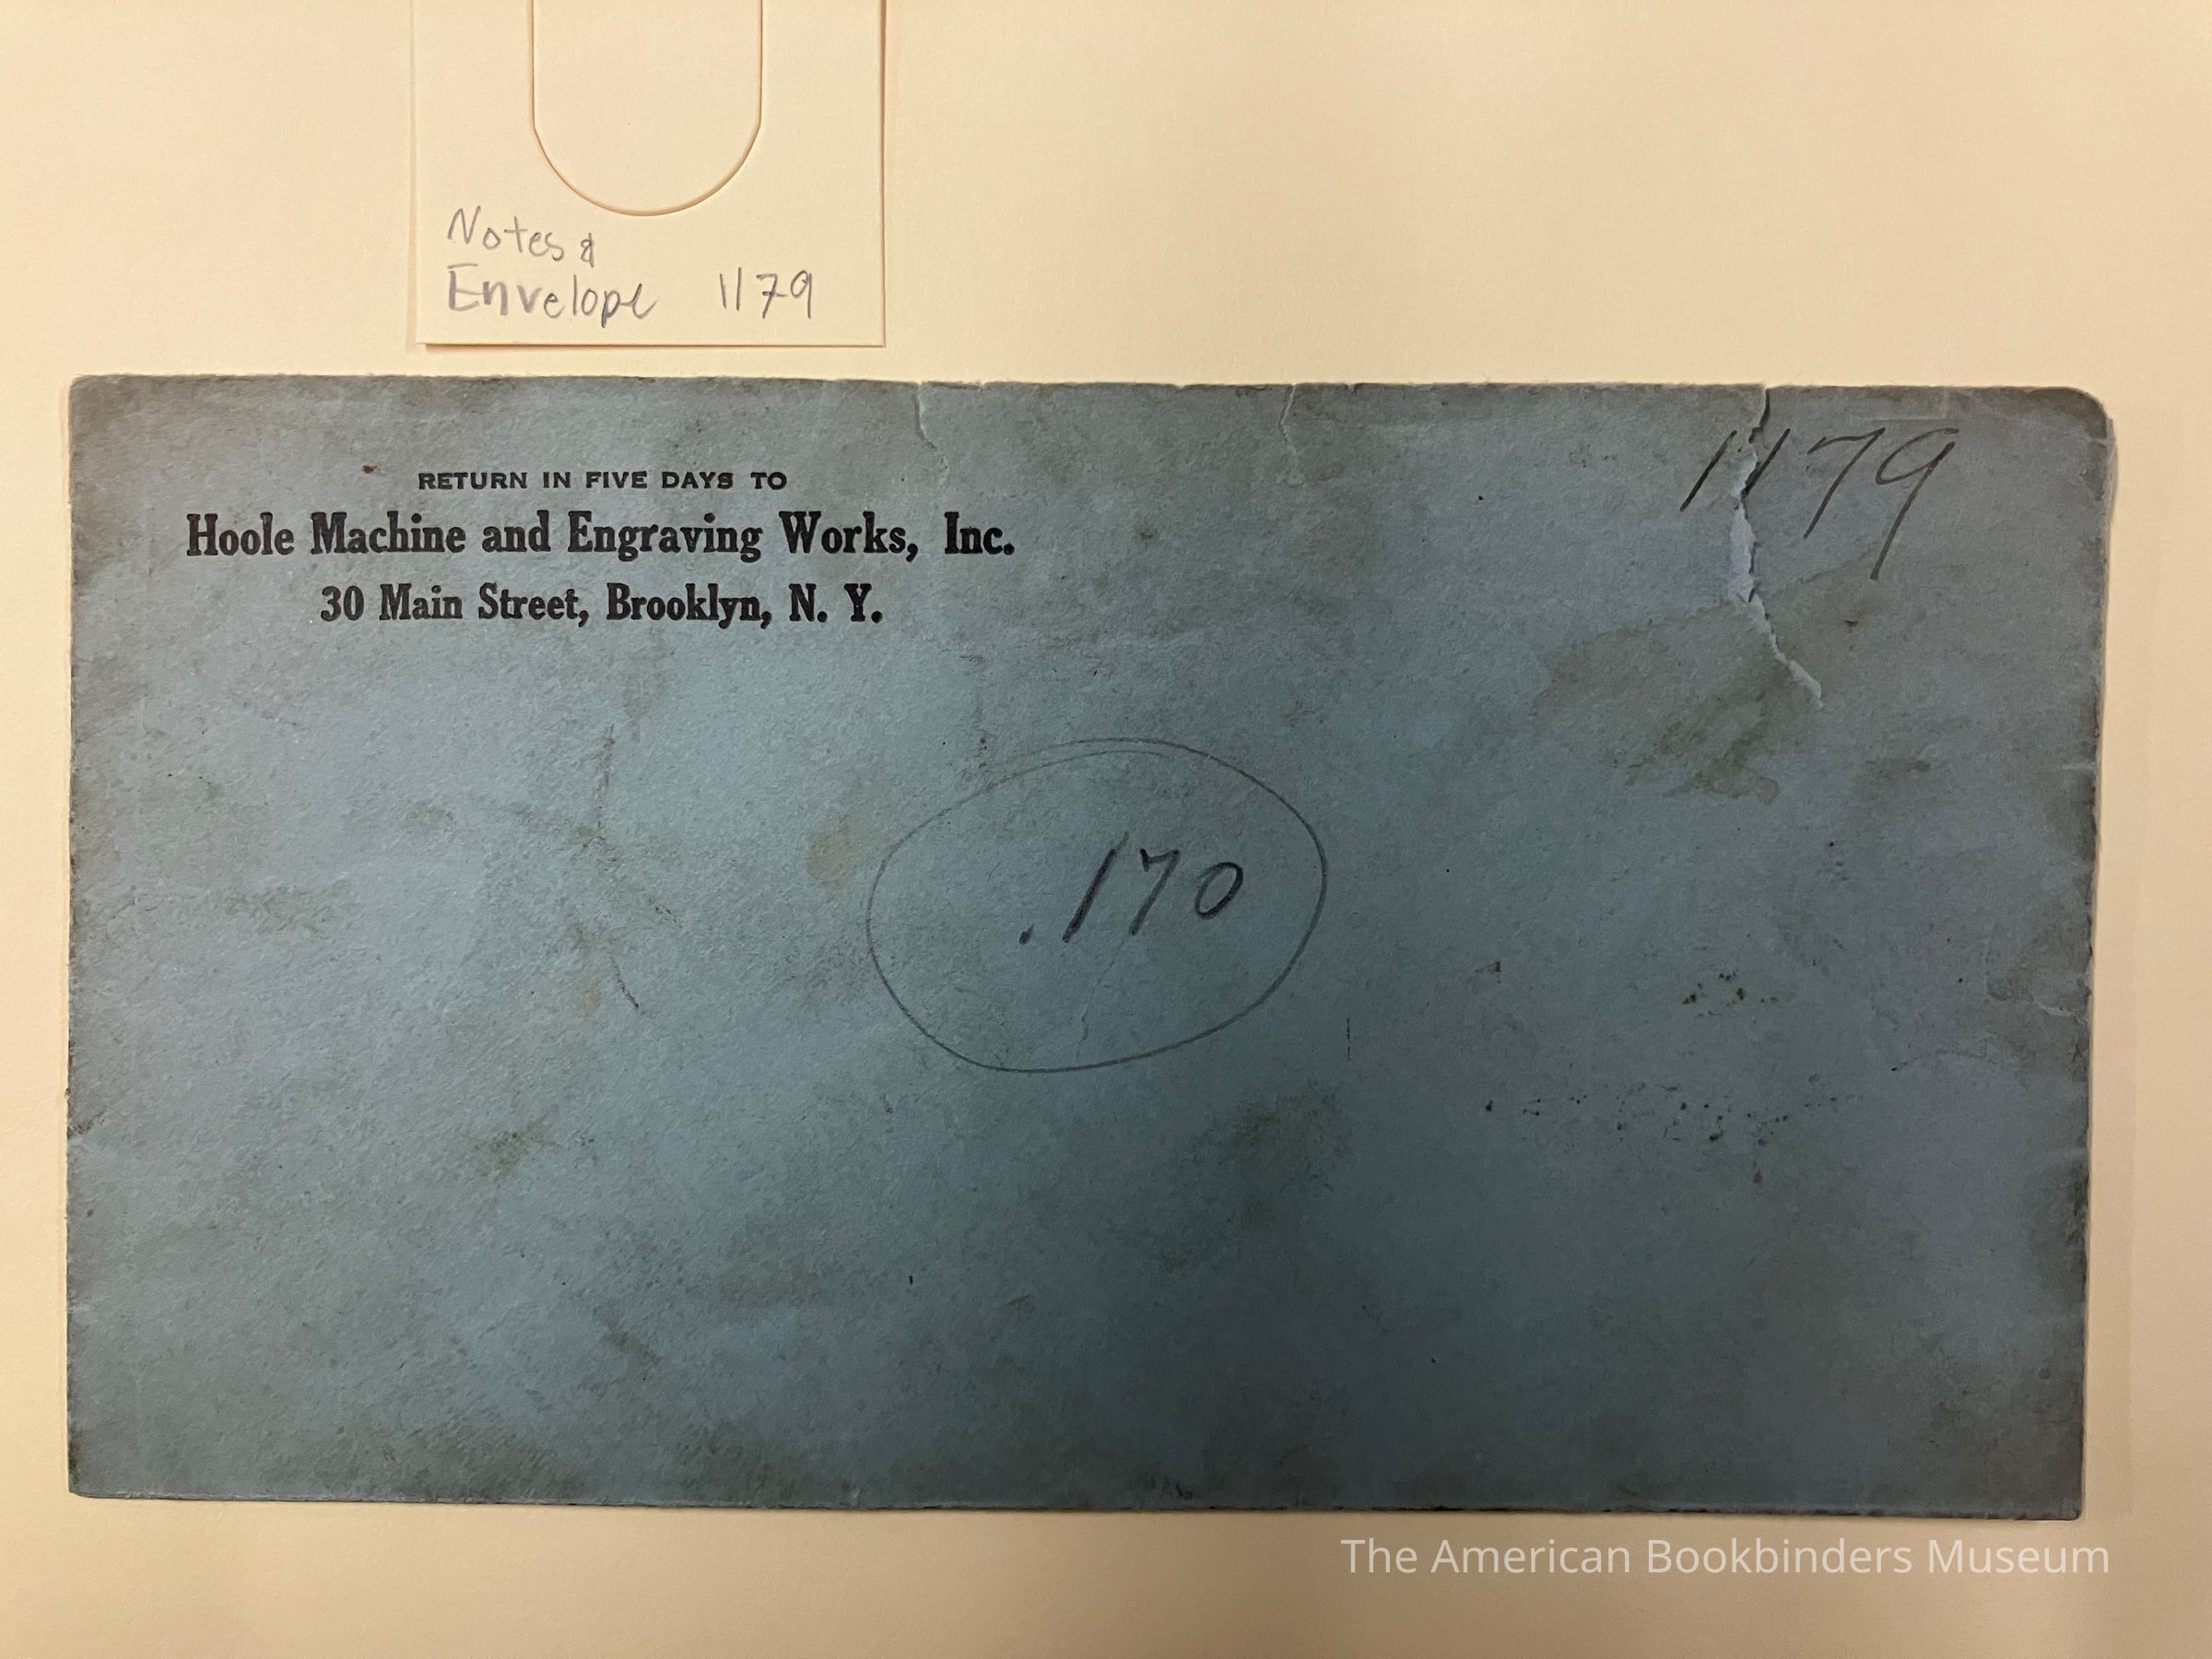 Notes &
Envelope 1179
1179
RETURN IN FIVE DAYS TO
Hoole Machine and Engraving Works, Inc.
30 Main Street, Brooklyn, N. Y.
.170
The American Bookbinders Museum